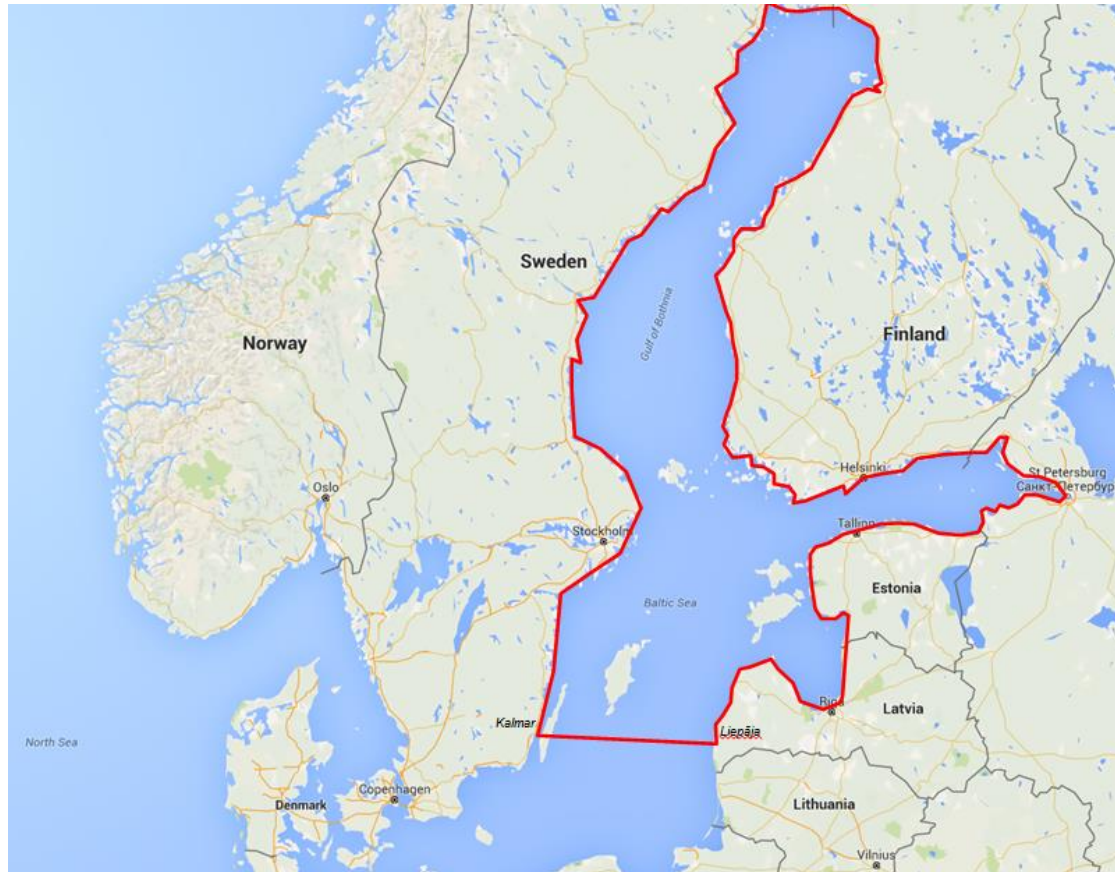 Sweden
Norway
Gulf of Bothnia
Finland
Helsinki
St Petersburg
Санкт-Петербург
Oslo
Stockholm
Tallinn
Estonia
Baltic Sea
Riga
Latvia
Kalmar
Liepāja
North Sea
Copenhagen
Denmark
Lithuania
Vilnius